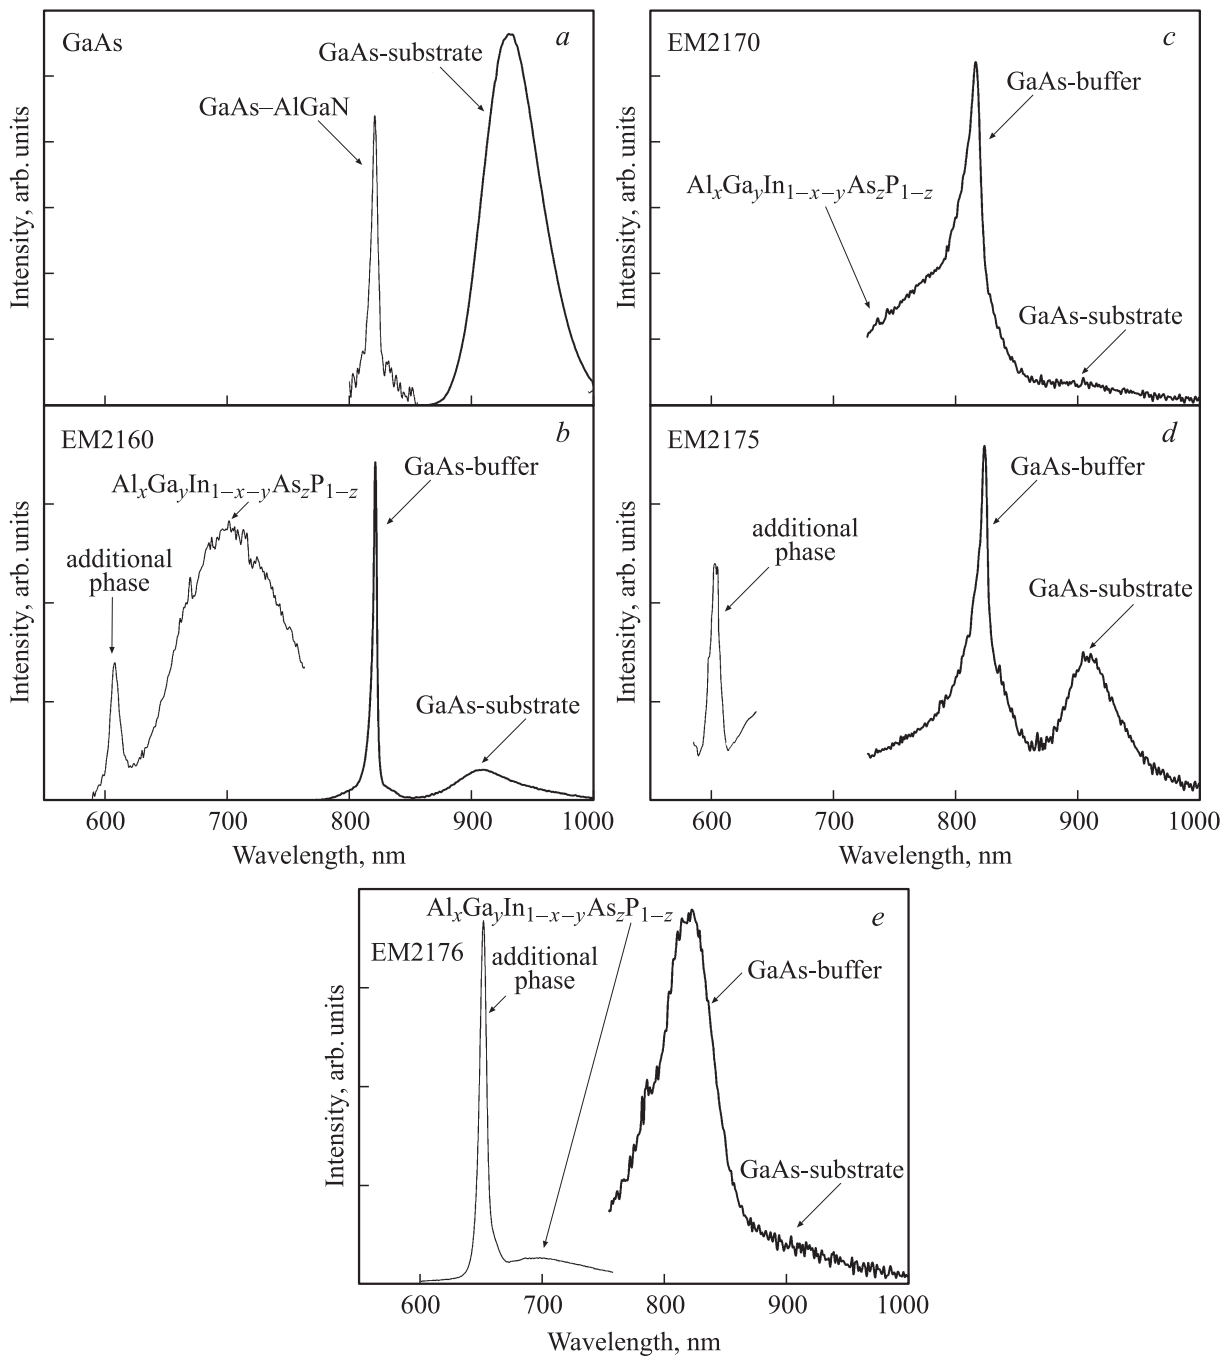 GaAs
a
GaAs-substrate
GaAs–AlGaN
Intensity, arb. units
600 700 800 900 1000
EM2170
c
GaAs-buffer
AlxGayIn1−x−yAszP1−z
GaAs-substrate
Intensity, arb. units
EM2160
b
GaAs-buffer
AlxGayIn1−x−yAszP1−z
additional
phase
GaAs-substrate
Intensity, arb. units
Wavelength, nm
EM2175
d
GaAs-buffer
additional
phase
GaAs-substrate
Intensity, arb. units
600 700 800 900 1000
Wavelength, nm
AlxGayIn1−x−yAszP1−z
e
EM2176
additional
phase
GaAs-buffer
GaAs-substrate
Intensity, arb. units
600 700 800 900 1000
Wavelength, nm